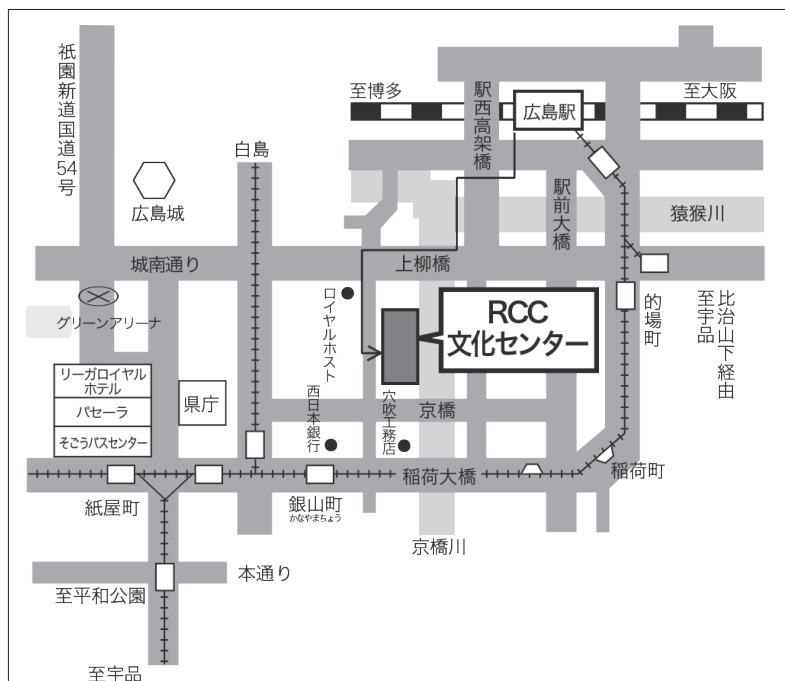 祇園新道国道54号
至博多
駅西高架橋
広島駅
至大阪
白島
広島城
駅前大橋
猿猴川
城南通り
上柳橋
グリーンアリーナ
ロイヤルホスト
RCC
文化センター
的場町
比治山下経由
至宇品
リーガロイヤル
ホテル
パセーラ
そごうバスセンター
県庁
西日本銀行
穴吹工務店
京橋
紙屋町
銀山町
かなやまちょう
稲荷大橋
稲荷町
京橋川
本通り
至平和公園
至宇品